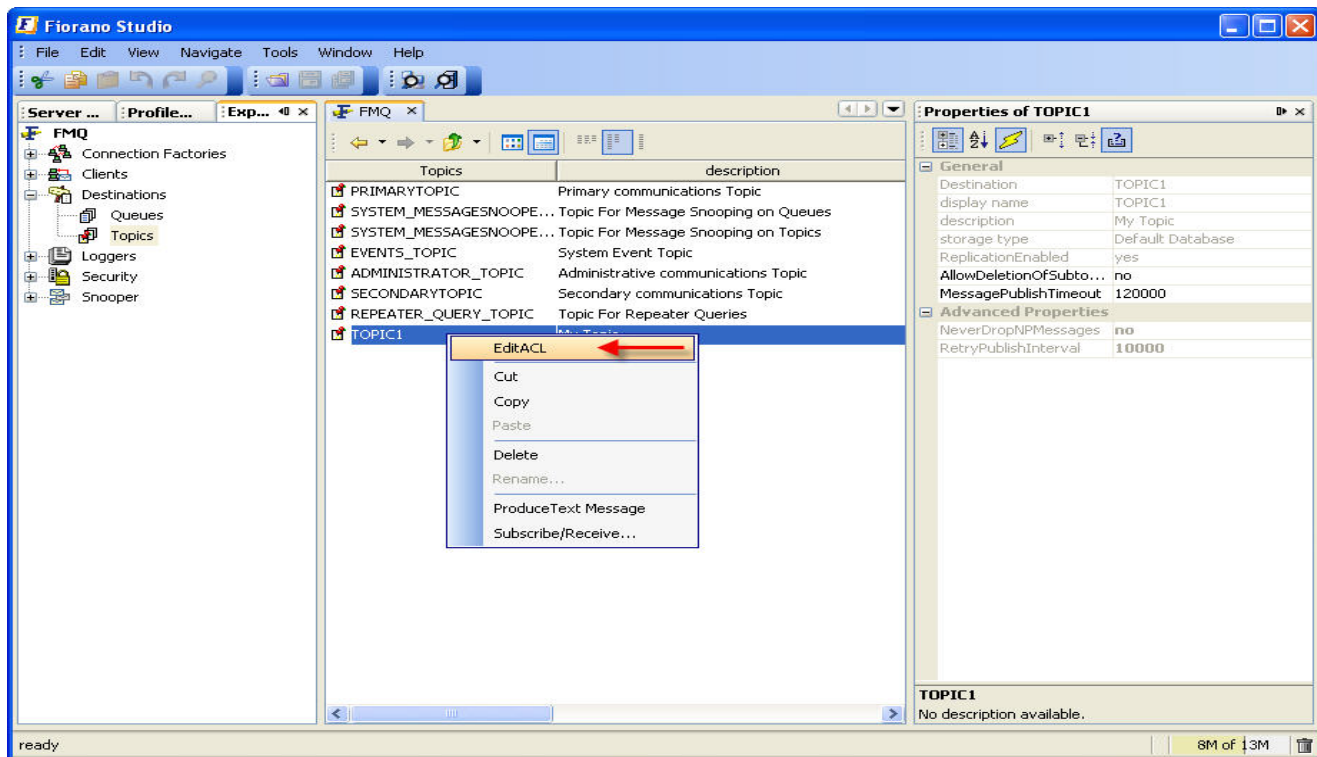 Fiorano Studio
File Edit View Navigate Tools Window Help
Server ... Profile... Exp...
FMQ
Connection Factories
Clients
Destinations
Queues
Topics
Loggers
Security
Snooper
FMQ
Topics description
PRIMARYTOPIC Primary communications Topic
SYSTEM_MESSAGESNOOPE... Topic For Message Snooping on Queues
SYSTEM_MESSAGESNOOPE... Topic For Message Snooping on Topics
EVENTS_TOPIC System Event Topic
ADMINISTRATOR_TOPIC Administrative communications Topic
SECONDARYTOPIC Secondary communications Topic
REPEATER_QUERY_TOPIC Topic For Repeater Queries
TOPIC1 My Topic
EditACL
Cut
Copy
Paste
Delete
Rename...
ProduceText Message
Subscribe/Receive...
Properties of TOPIC1
General
Destination TOPIC1
display name TOPIC1
description My Topic
storage type Default Database
ReplicationEnabled yes
AllowDeletionOfSubto... no
MessagePublishTimeout 120000
Advanced Properties
NeverDropNPMessages no
RetryPublishInterval 10000
TOPIC1
No description available.
ready 8M of 13M